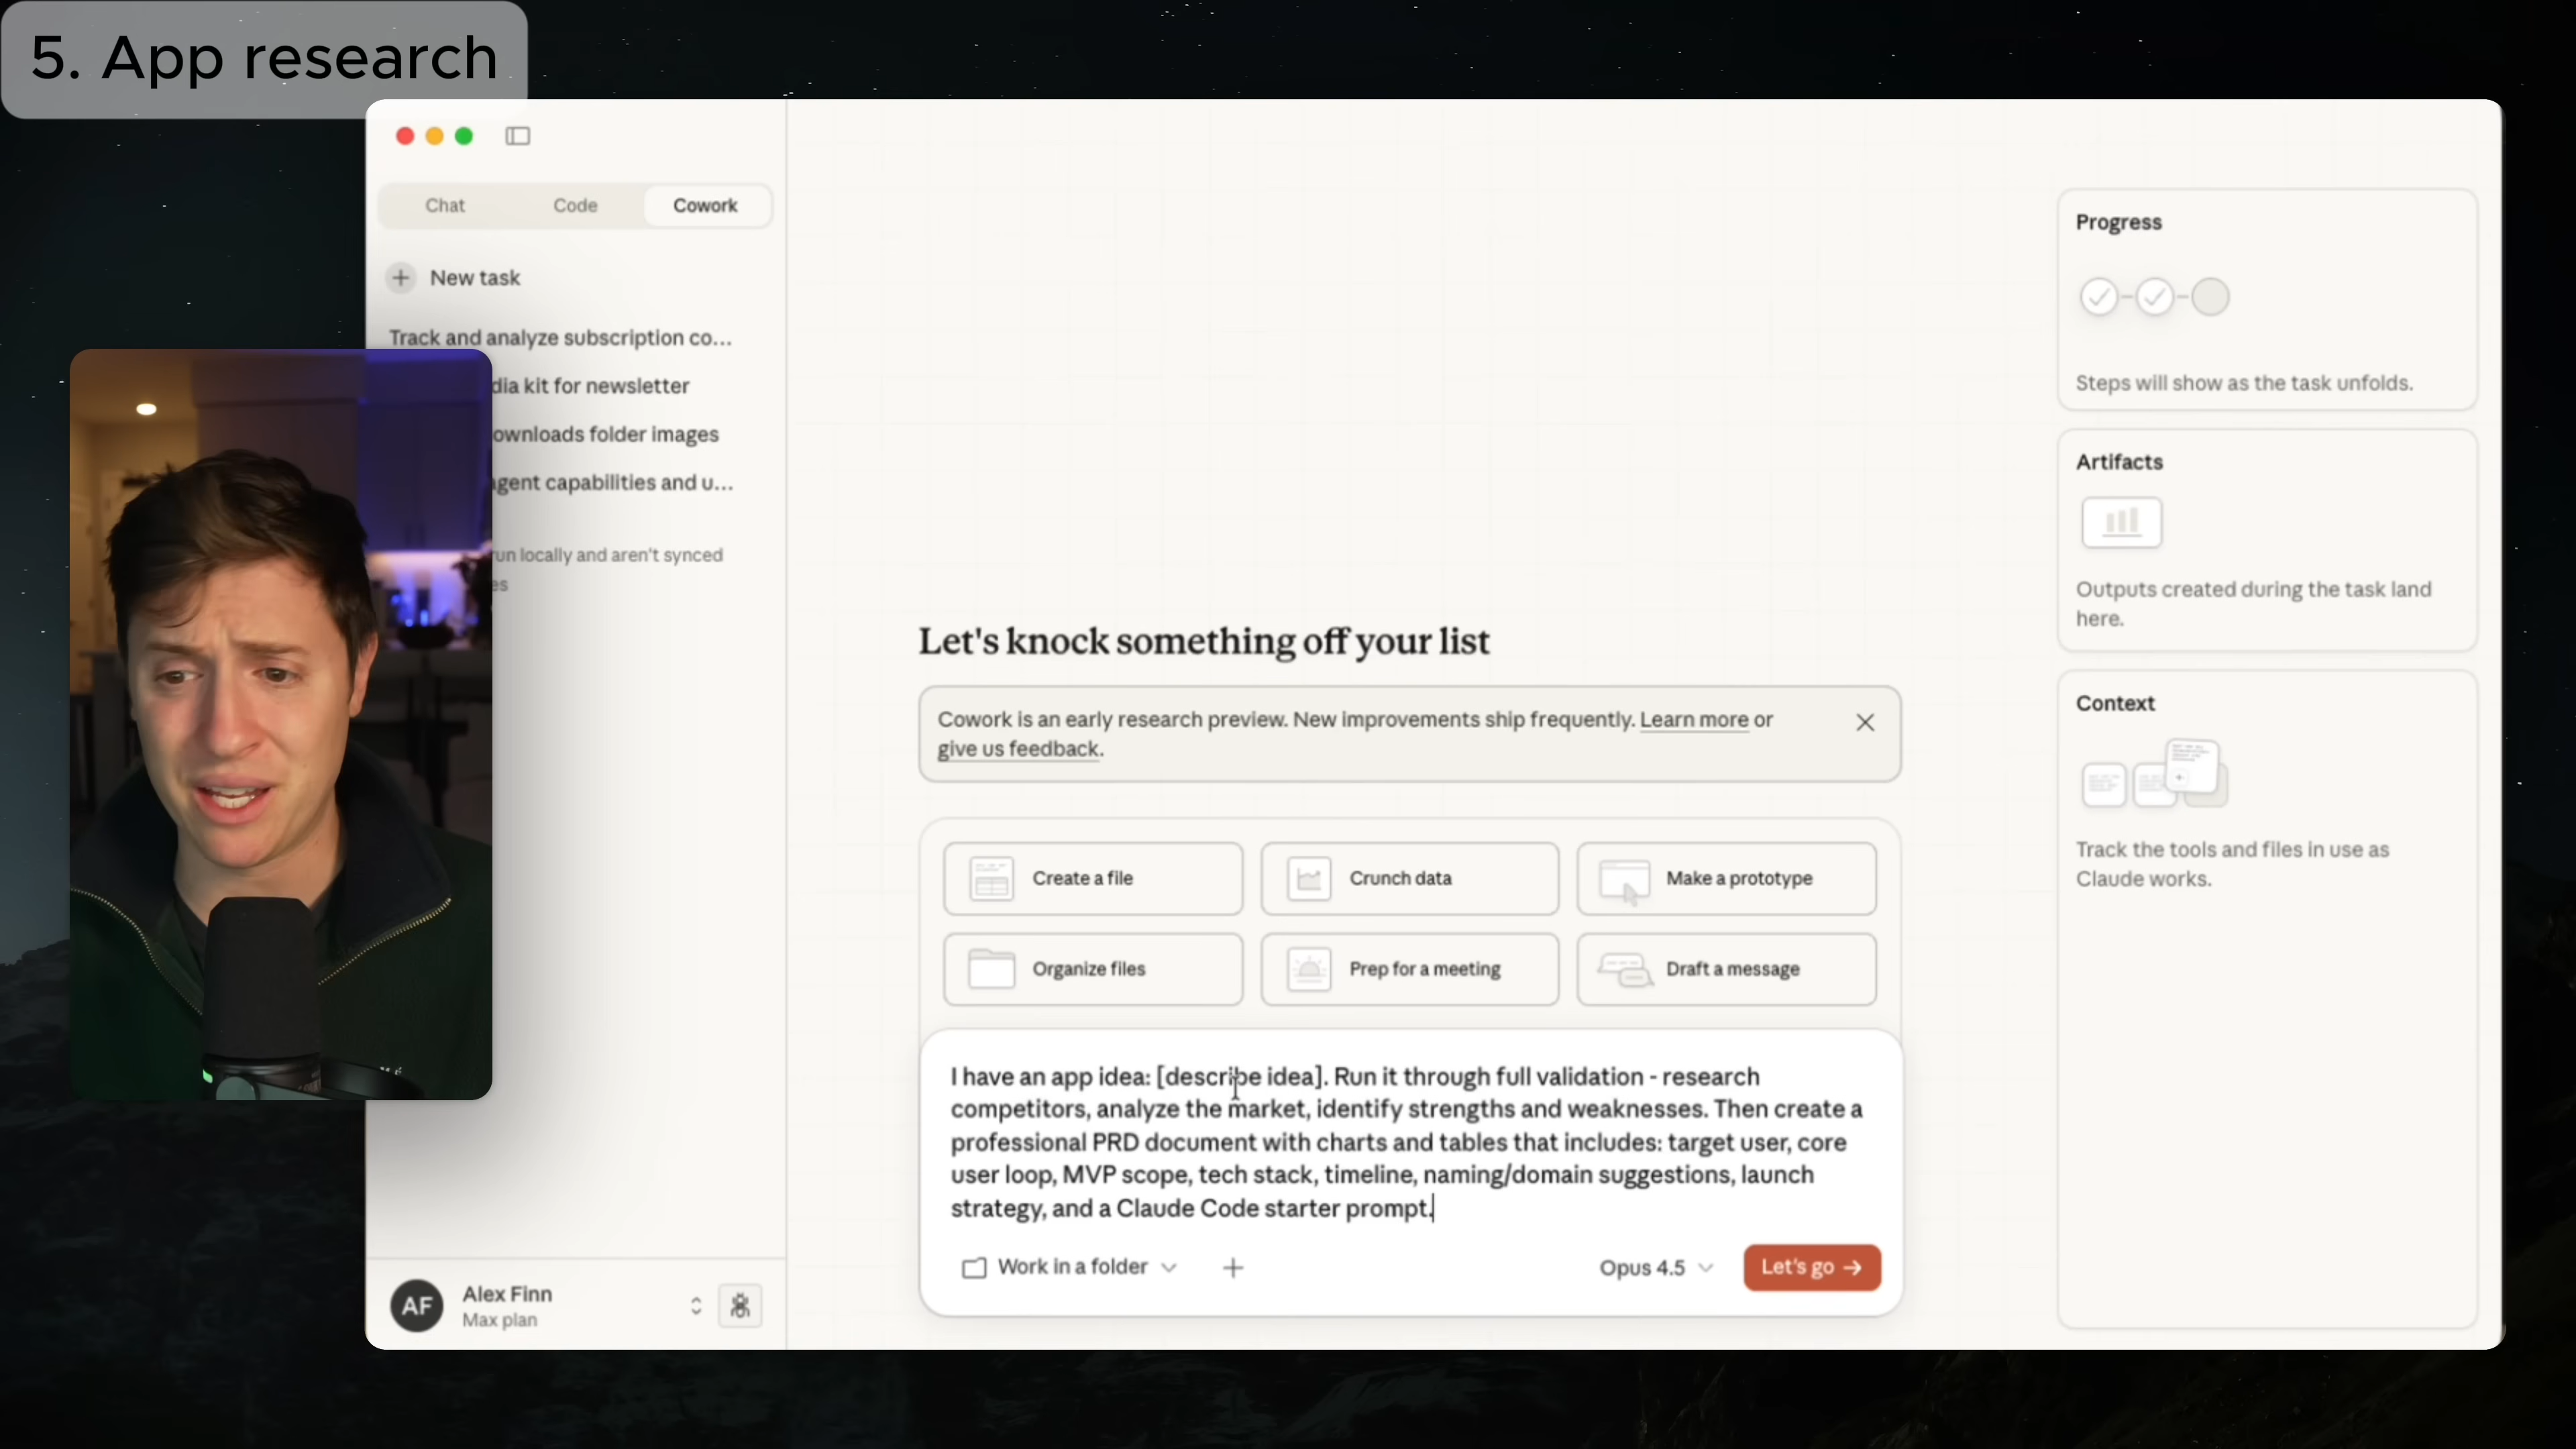 5. App research
Chat
Code
Cowork
New task
Track and analyze subscription co...
dia kit for newsletter
ownloads folder images
agent capabilities and u...
un locally and aren't synced
es
AF
Alex Finn
Max plan
Let's knock something off your list
Cowork is an early research preview. New improvements ship frequently. Learn more or
give us feedback.
Create a file
Crunch data
Make a prototype
Organize files
Prep for a meeting
Draft a message
I have an app idea: [describe idea]. Run it through full validation - research
competitors, analyze the market, identify strengths and weaknesses. Then create a
professional PRD document with charts and tables that includes: target user, core
user loop, MVP scope, tech stack, timeline, naming/domain suggestions, launch
strategy, and a Claude Code starter prompt.
Work in a folder
Opus 4.5
Let's go →
Progress
Steps will show as the task unfolds.
Artifacts
Outputs created during the task land
here.
Context
Track the tools and files in use as
Claude works.